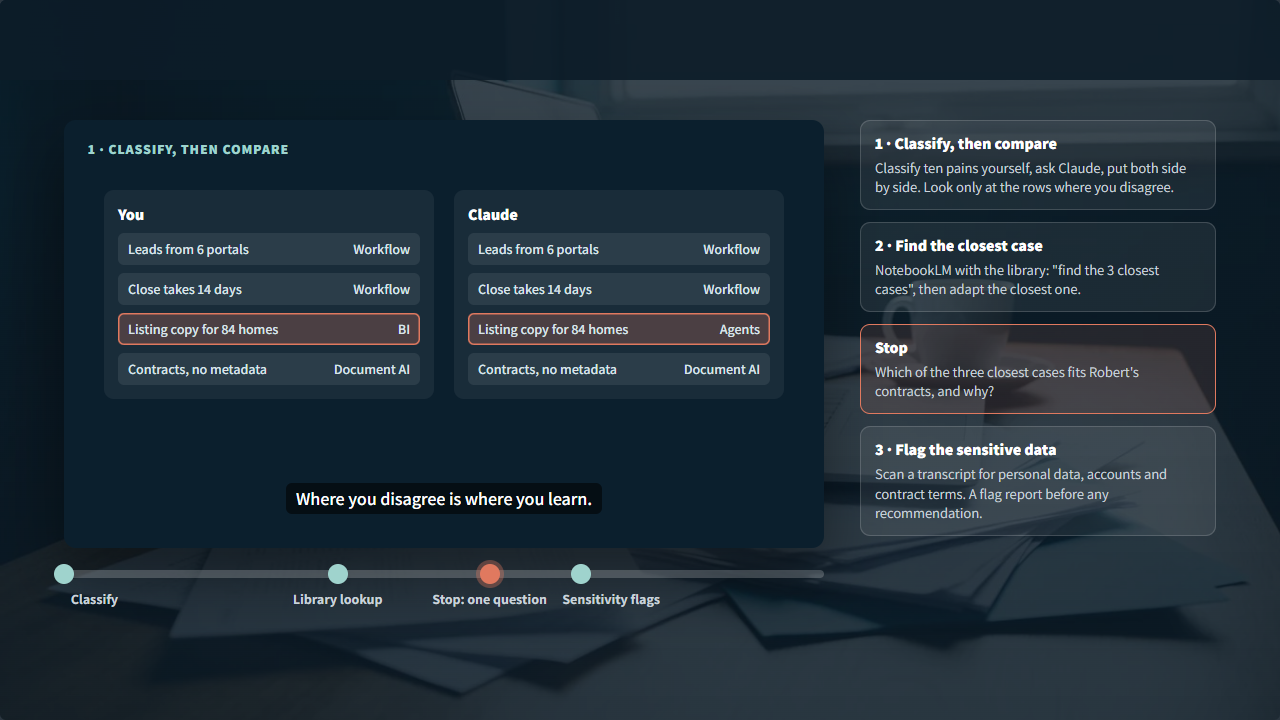 1 · CLASSIFY, THEN COMPARE
You
Leads from 6 portals Workflow
Close takes 14 days Workflow
Listing copy for 84 homes BI
Contracts, no metadata Document AI
Claude
Leads from 6 portals Workflow
Close takes 14 days Workflow
Listing copy for 84 homes Agents
Contracts, no metadata Document AI
Where you disagree is where you learn.
Classify
Library lookup
Stop: one question
Sensitivity flags
1 · Classify, then compare
Classify ten pains yourself, ask Claude, put both side
by side. Look only at the rows where you disagree.
2 · Find the closest case
NotebookLM with the library: "find the 3 closest
cases", then adapt the closest one.
Stop
Which of the three closest cases fits Robert's
contracts, and why?
3 · Flag the sensitive data
Scan a transcript for personal data, accounts and
contract terms. A flag report before any
recommendation.